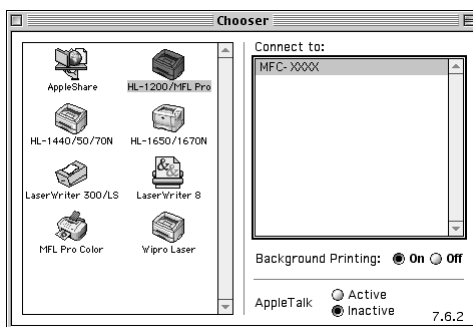 Chooser
AppleShare
HL-1200/MFL Pro
HL-1440/50/70N
HL-1650/1670N
LaserWriter 300/LS
LaserWriter 8
MFL Pro Color
Wipro Laser
Connect to:
MFC- XXXX
Background Printing: On Off
AppleTalk
Active
Inactive
7.6.2